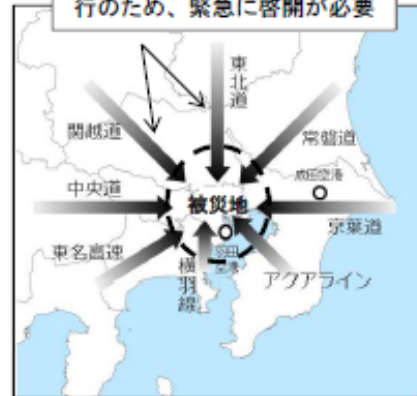 行のため、緊急に啓開が必要
東北道
関越道
常磐道
成田空港
中央道
被災地
京葉道
東名高速
羽田
空港
横羽線
アクアライン